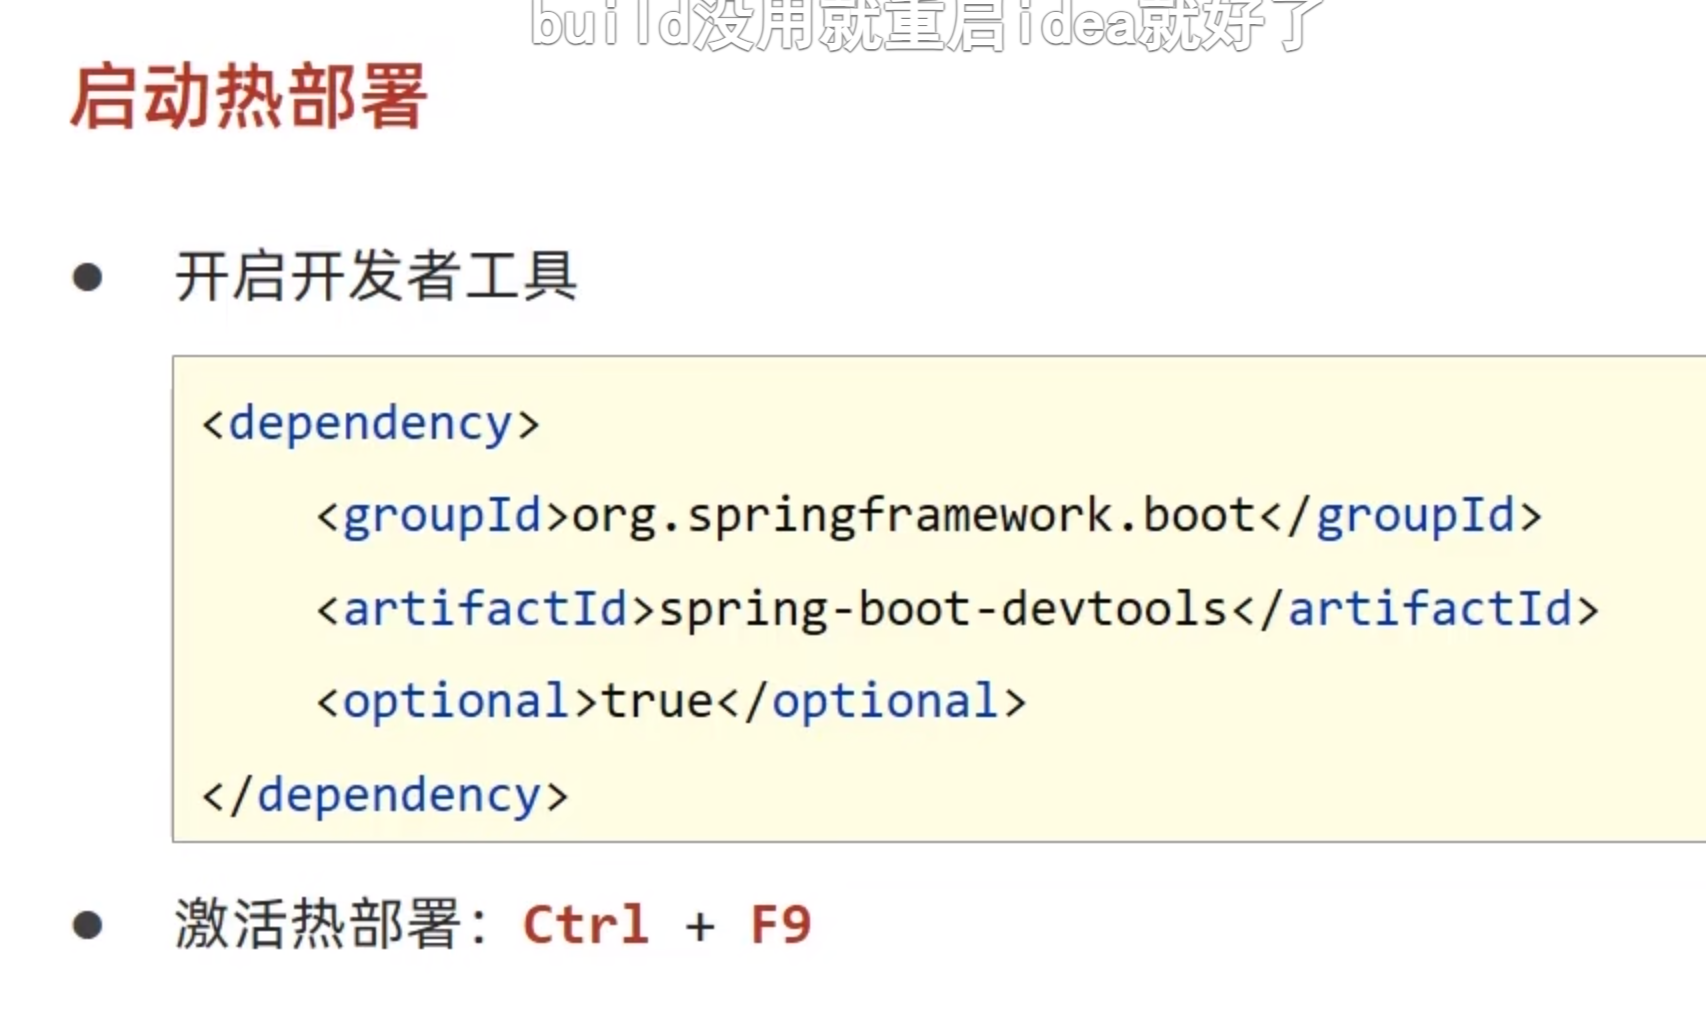 build没用就重启idea就好了
启动热部署
● 开启开发者工具
<dependency>
<groupId>org.springframework.boot</groupId>
<artifactId>spring-boot-devtools</artifactId>
<optional>true</optional>
</dependency>
● 激活热部署：Ctrl + F9